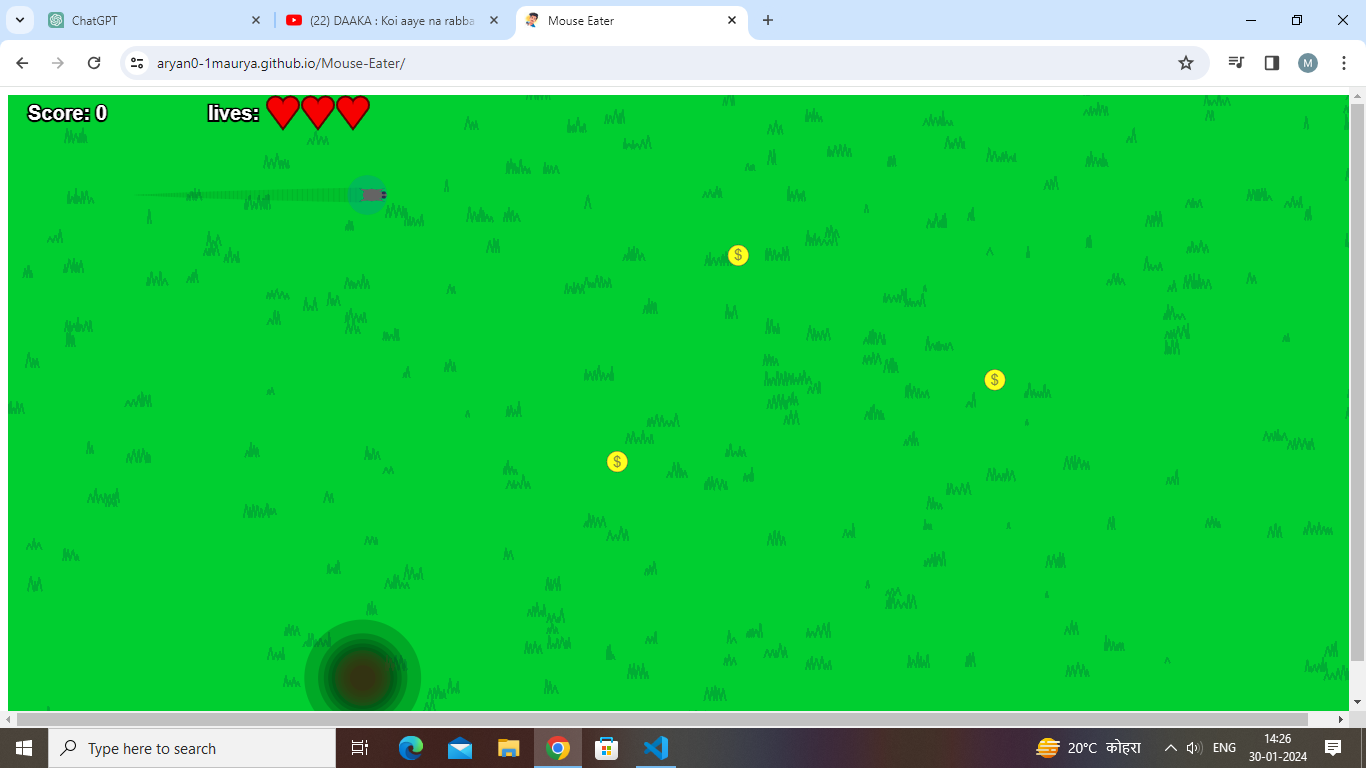 ChatGPT
(22) DAAKA : Koi aaye na rabba
Mouse Eater
aryan0-1maurya.github.io/Mouse-Eater/
M
Score: 0 lives:
$
$
$
Type here to search
20°C कोहरा
ENG
14:26
30-01-2024